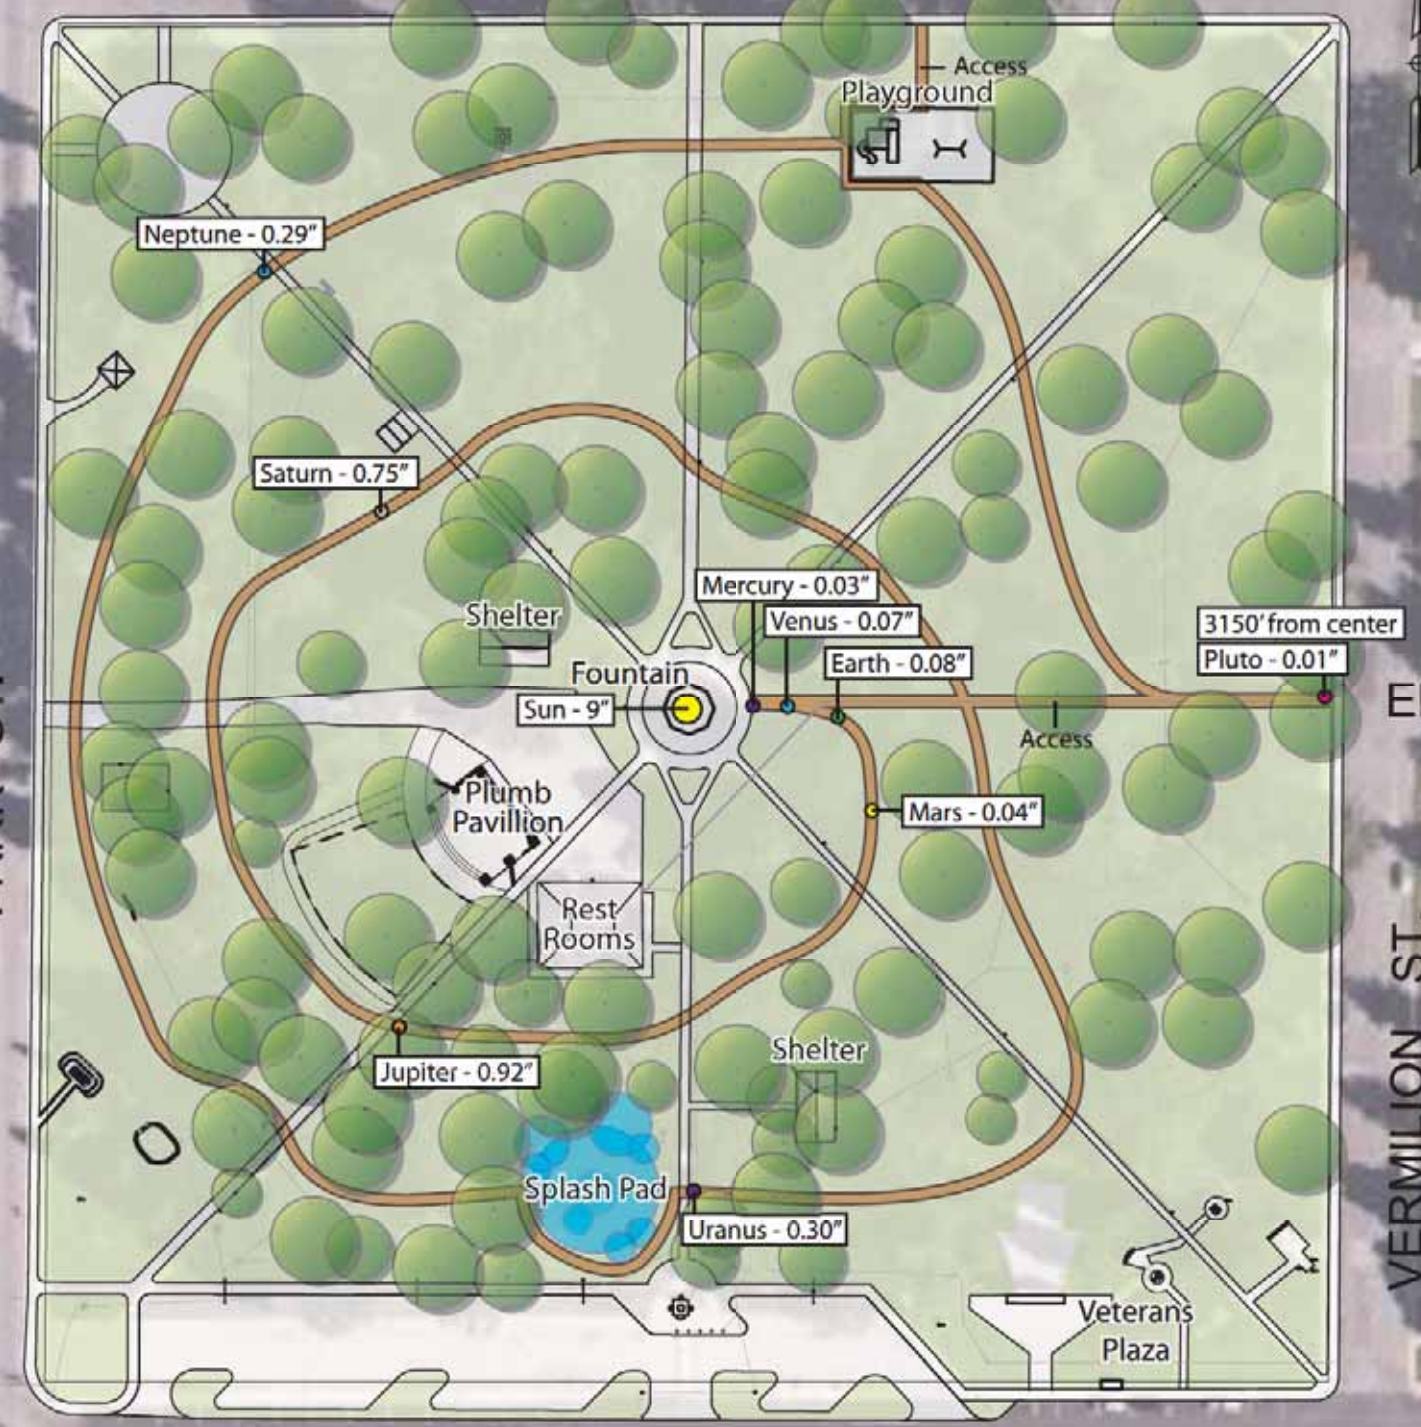 Access
Playground
Neptune - 0.29"
Saturn - 0.75"
Mercury - 0.03"
Venus - 0.07"
Shelter
3150' from center
Earth - 0.08"
Pluto - 0.01"
Fountain
Sun - 9"
E
Access
Plumb
Pavillion
Mars - 0.04"
Rest
Rooms
VERMILION ST
Shelter
Jupiter - 0.92"
Splash Pad
Uranus - 0.30"
Veterans
Plaza